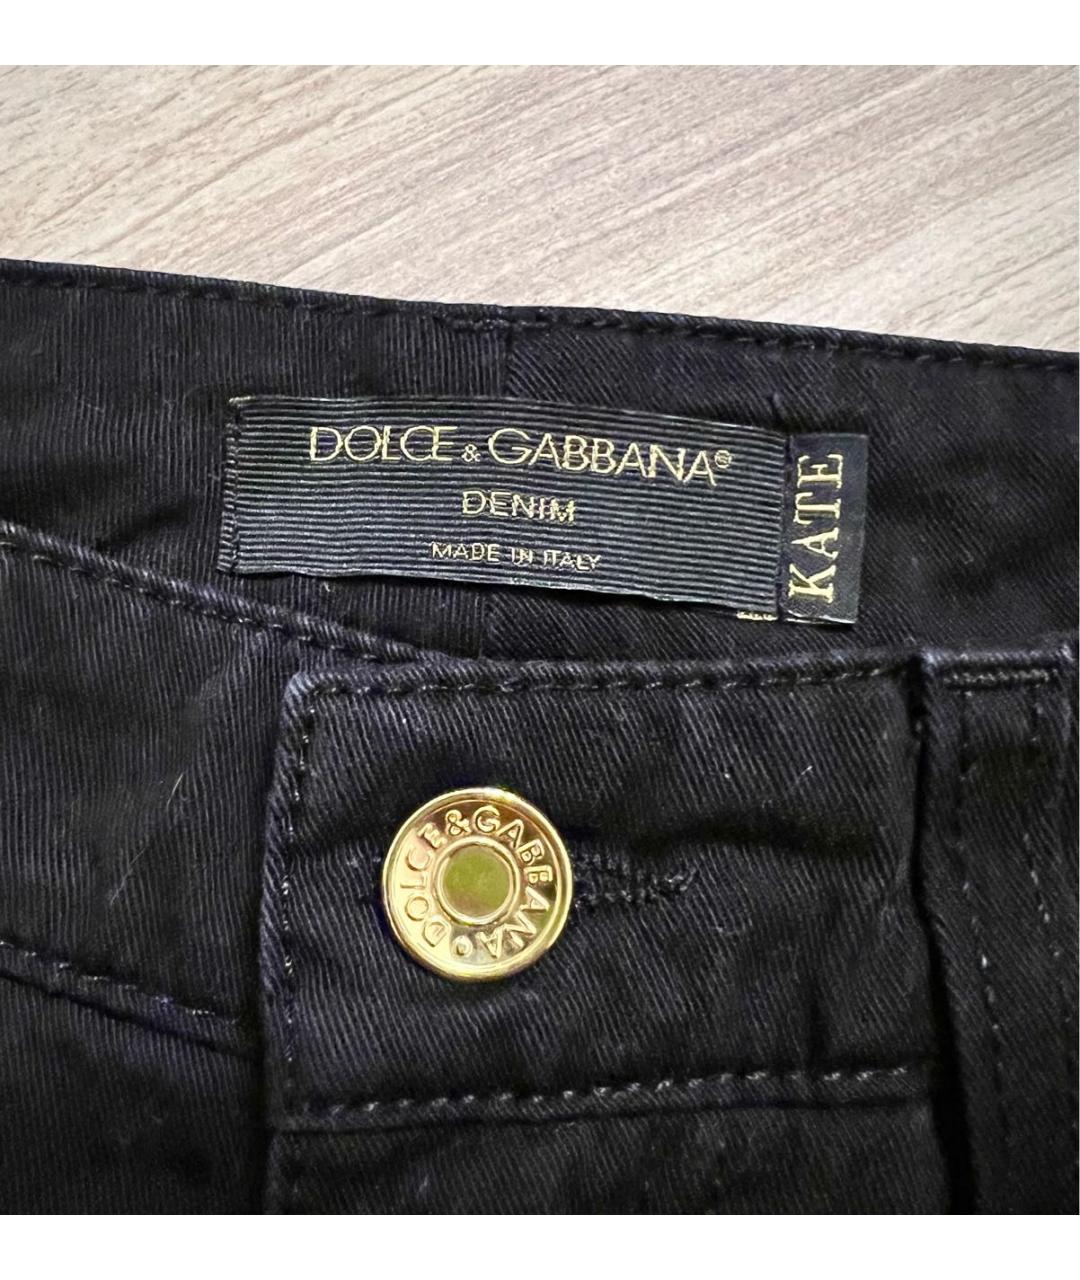 DOLCE & GABBANA®
DENIM
MADE IN ITALY
KATE
DOLCE&GABBANA